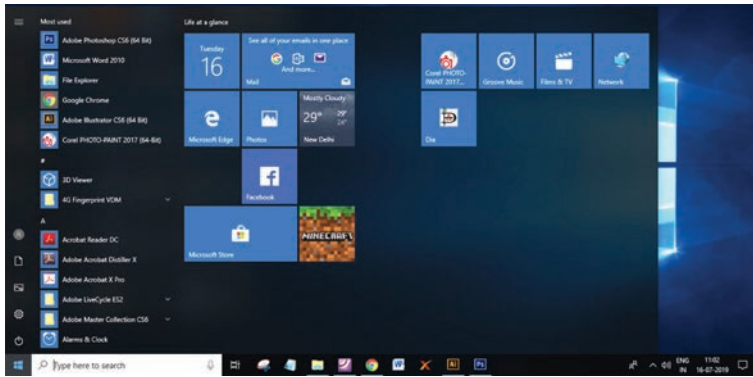 Most used
Adobe Photoshop CS6 (64 Bit)
Microsoft Word 2010
File Explorer
Google Chrome
Adobe Illustrator CS6 (64 Bit)
Corel PHOTO-PAINT 2017 (64-Bit)
#
3D Viewer
4G Fingerprint VDM
A
Acrobat Reader DC
Adobe Acrobat Distiller X
Adobe Acrobat X Pro
Adobe LiveCycle ES2
Adobe Master Collection CS6
Alarms & Clock
Life at a glance
Tuesday
16
See all of your emails in one place
And more...
Mail
Microsoft Edge
Photos
Mostly Cloudy
29°
29°
24°
New Delhi
Facebook
Microsoft Store
MINECRAFT
Corel PHOTO-
PAINT 2017...
Groove Music
Films & TV
Network
Dia
Type here to search
ENG
IN
11:02
16-07-2019